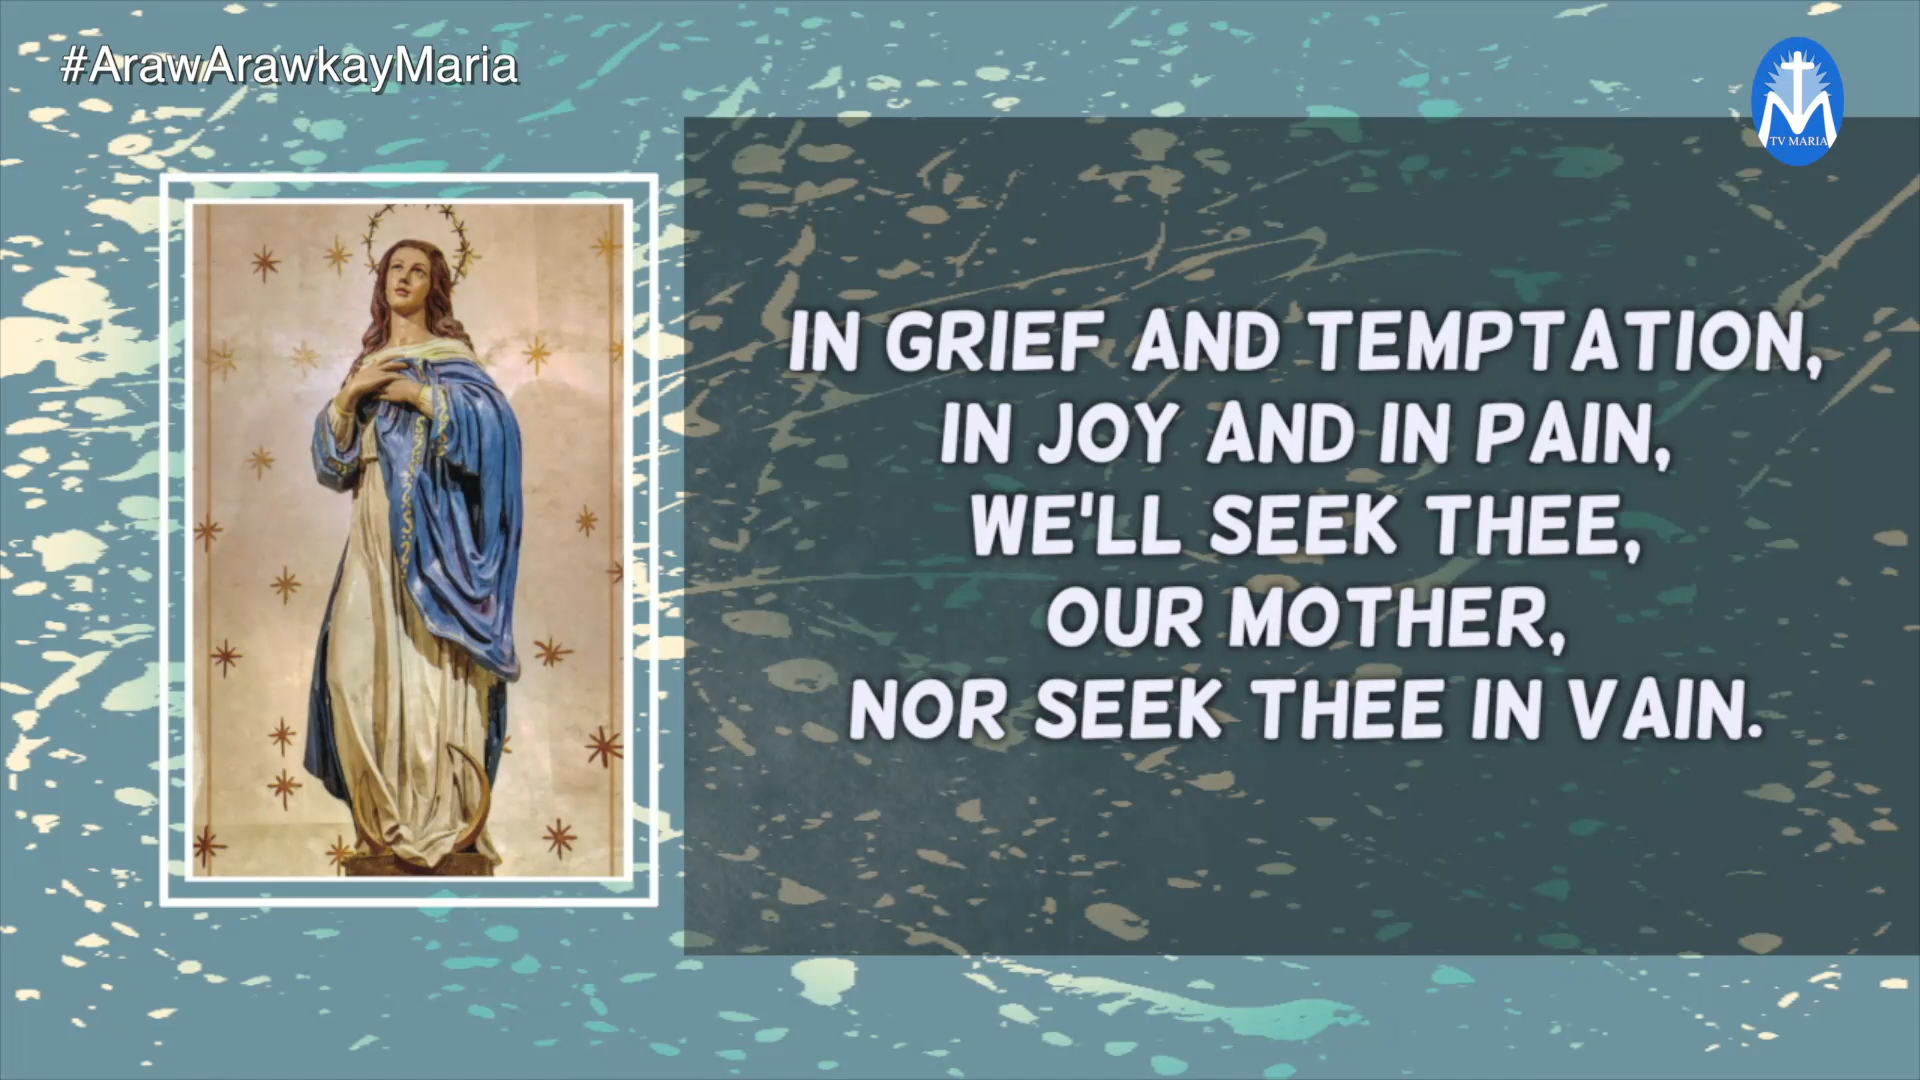 #ArawArawkayMaria
TV MARIA
IN GRIEF AND TEMPTATION,
IN JOY AND IN PAIN,
WE'LL SEEK THEE,
OUR MOTHER,
NOR SEEK THEE IN VAIN.